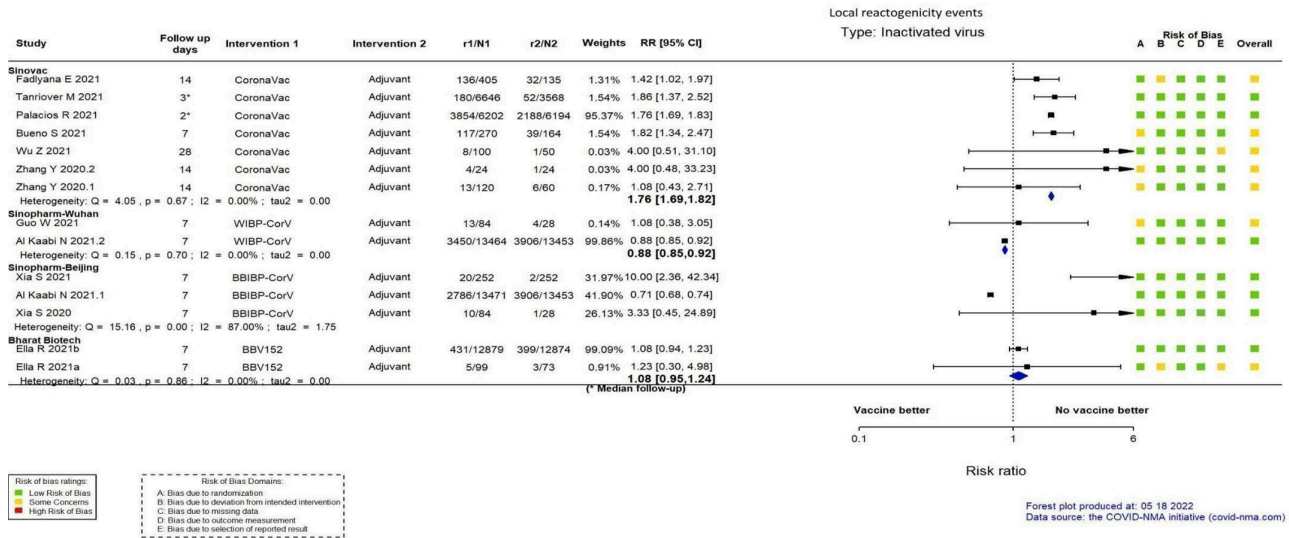 Local reactogenicity events
Type: Inactivated virus
Study Follow up days Intervention 1 Intervention 2 r1/N1 r2/N2 Weights RR [95% CI] Risk of Bias A B C D E Overall
Sinovac
Fadlyana E 2021 14 CoronaVac Adjuvant 136/405 32/135 1.31% 1.42 [1.02, 1.97]
Tanriover M 2021 3* CoronaVac Adjuvant 180/6646 52/3568 1.54% 1.86 [1.37, 2.52]
Palacios R 2021 2* CoronaVac Adjuvant 3854/6202 2188/6194 95.37% 1.76 [1.69, 1.83]
Bueno S 2021 7 CoronaVac Adjuvant 117/270 39/164 1.54% 1.82 [1.34, 2.47]
Wu Z 2021 28 CoronaVac Adjuvant 8/100 1/50 0.03% 4.00 [0.51, 31.10]
Zhang Y 2020.2 14 CoronaVac Adjuvant 4/24 1/24 0.03% 4.00 [0.48, 33.23]
Zhang Y 2020.1 14 CoronaVac Adjuvant 13/120 6/60 0.17% 1.08 [0.43, 2.71]
Heterogeneity: Q = 4.05 , p = 0.67 ; I2 = 0.00% ; tau2 = 0.00 1.76 [1.69,1.82]
Sinopharm-Wuhan
Guo W 2021 7 WIBP-CorV Adjuvant 13/84 4/28 0.14% 1.08 [0.38, 3.05]
Al Kaabi N 2021.2 7 WIBP-CorV Adjuvant 3450/13464 3906/13453 99.86% 0.88 [0.85, 0.92]
Heterogeneity: Q = 0.15 , p = 0.70 ; I2 = 0.00% ; tau2 = 0.00 0.88 [0.85,0.92]
Sinopharm-Beijing
Xia S 2021 7 BBIBP-CorV Adjuvant 20/252 2/252 31.97% 10.00 [2.36, 42.34]
Al Kaabi N 2021.1 7 BBIBP-CorV Adjuvant 2786/13471 3906/13453 41.90% 0.71 [0.68, 0.74]
Xia S 2020 7 BBIBP-CorV Adjuvant 10/84 1/28 26.13% 3.33 [0.45, 24.89]
Heterogeneity: Q = 15.16 , p = 0.00 ; I2 = 87.00% ; tau2 = 1.75
Bharat Biotech
Ella R 2021b 7 BBV152 Adjuvant 431/12879 399/12874 99.09% 1.08 [0.94, 1.23]
Ella R 2021a 7 BBV152 Adjuvant 5/99 3/73 0.91% 1.23 [0.30, 4.98]
Heterogeneity: Q = 0.03 , p = 0.86 ; I2 = 0.00% ; tau2 = 0.00 1.08 [0.95,1.24]
(* Median follow-up)
Vaccine better No vaccine better
0.1 1 6
Risk ratio
Risk of bias ratings:
Low Risk of Bias
Some Concerns
High Risk of Bias
Risk of Bias Domains:
A: Bias due to randomization
B: Bias due to deviation from intended intervention
C: Bias due to missing data
D: Bias due to outcome measurement
E: Bias due to selection of reported result
Forest plot produced at: 05 18 2022
Data source: the COVID-NMA initiative (covid-nma.com)